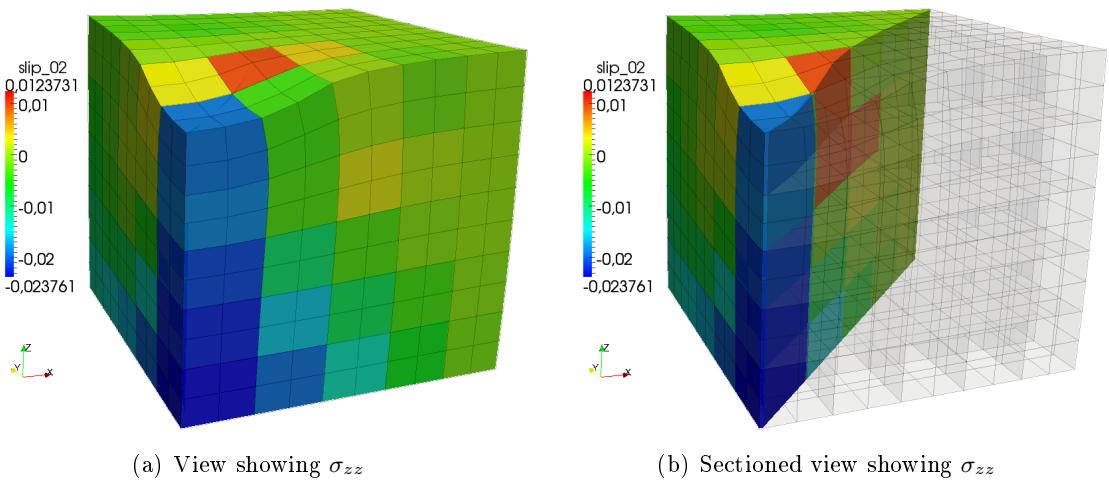 slip_02
0,0123731
0,01
0
-0,01
-0,02
-0,023761
Z
Y
X
(a) View showing σzz
slip_02
0,0123731
0,01
0
-0,01
-0,02
-0,023761
Z
Y
X
(b) Sectioned view showing σzz